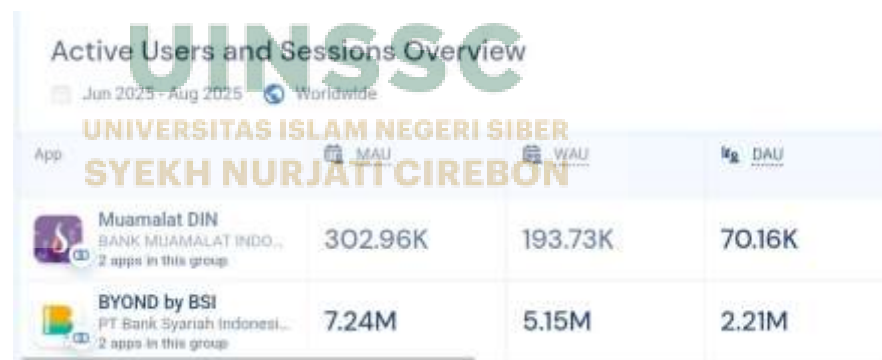 UINSSC
Active Users and Sessions Overview
Jun 2025 - Aug 2025 Worldwide
UNIVERSITAS ISLAM NEGERI SIBER
SYEKH NURJATI CIREBON
App MAU WAU DAU
Muamalat DIN
BANK MUAMALAT INDO...
2 apps in this group
302.96K 193.73K 70.16K
BYOND by BSI
PT Bank Syariah Indonesi...
2 apps in this group
7.24M 5.15M 2.21M